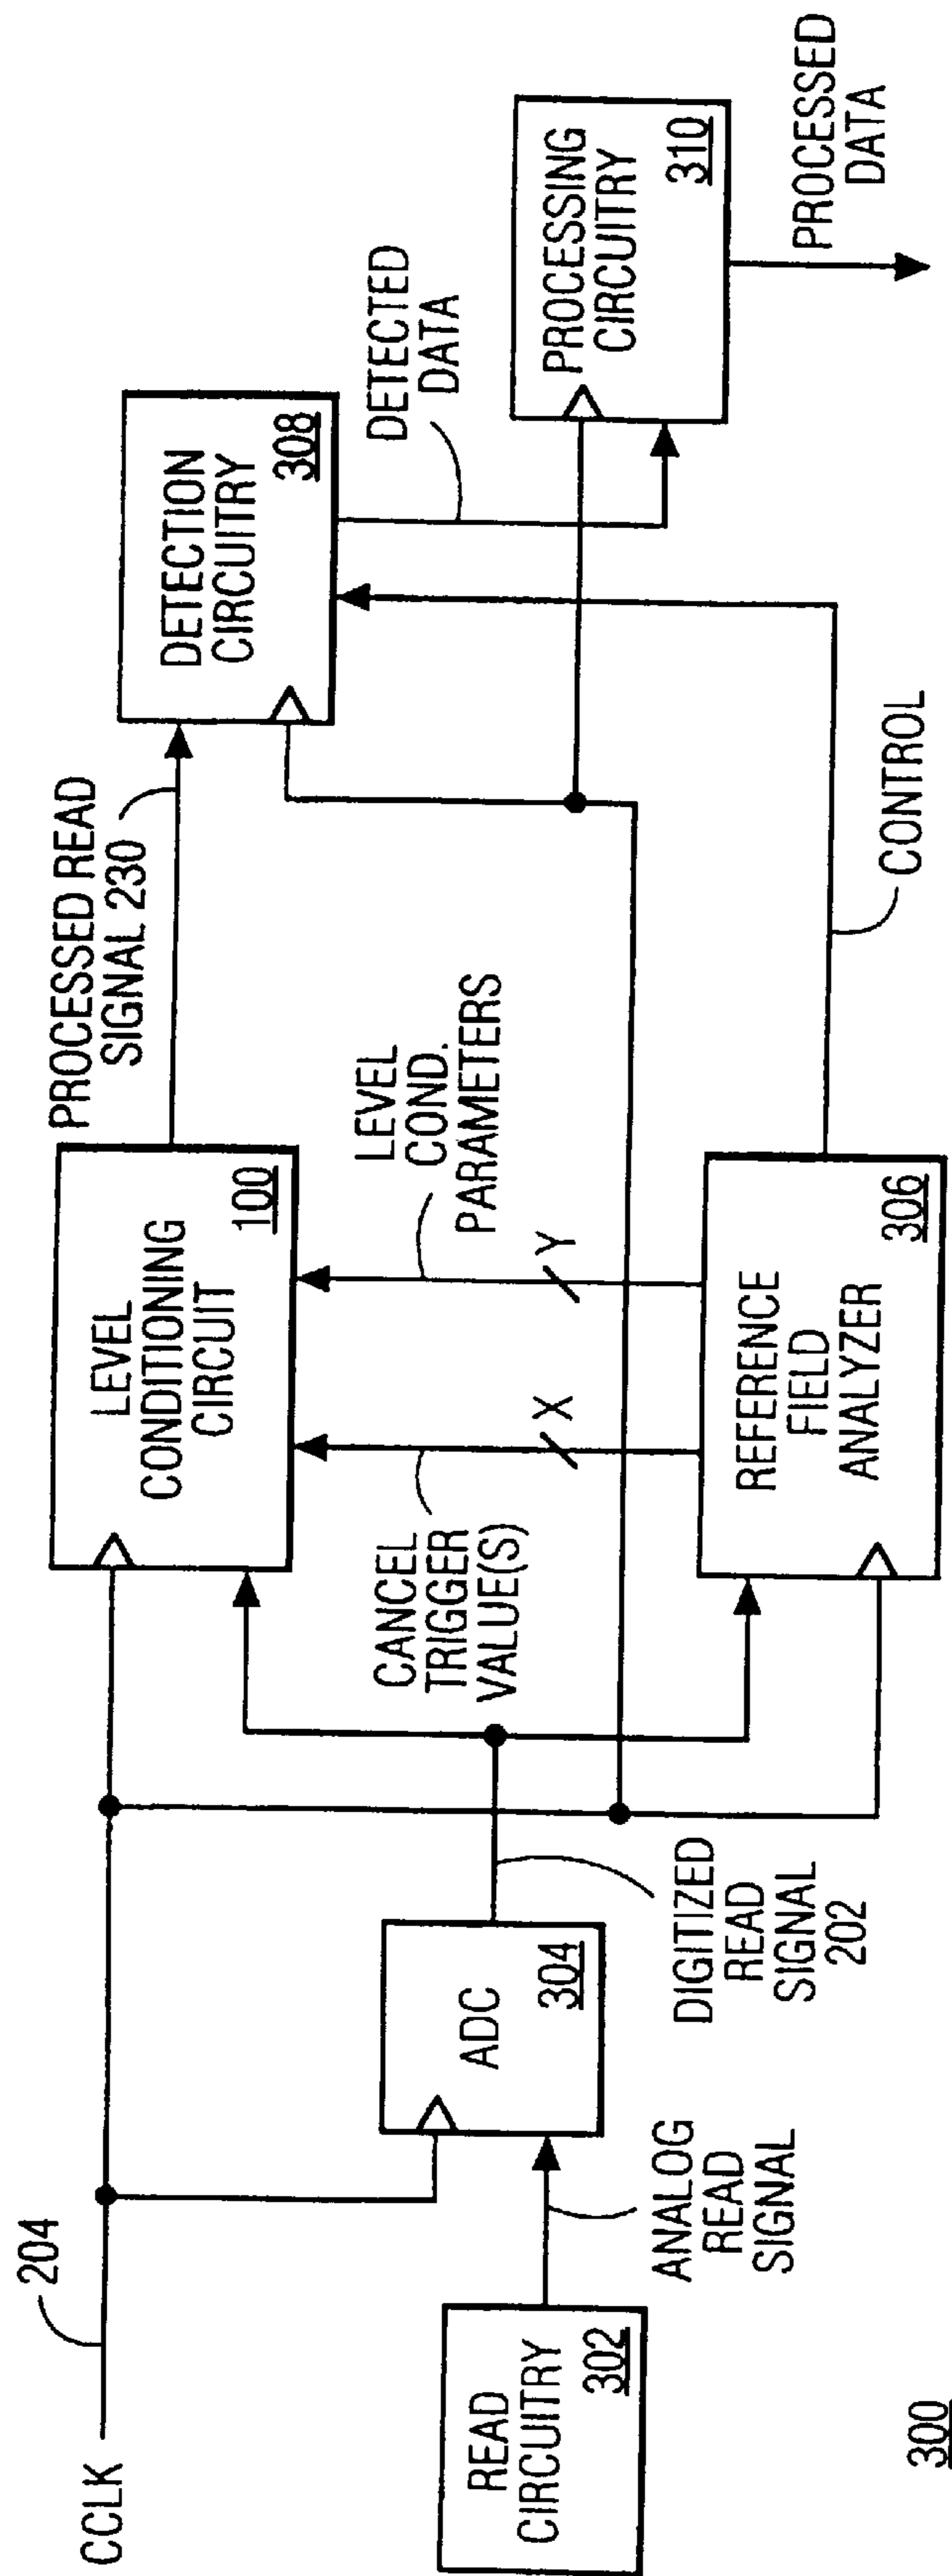 CCLK
204
READ
CIRCUITRY
302
ANALOG
READ
SIGNAL
ADC
304
DIGITIZED
READ
SIGNAL
202
LEVEL
CONDITIONING
CIRCUIT
100
CANCEL
TRIGGER
VALUE(S)
X
LEVEL
COND.
PARAMETERS
Y
REFERENCE
FIELD
ANALYZER
306
PROCESSED READ
SIGNAL 230
CONTROL
DETECTION
CIRCUITRY
308
DETECTED
DATA
PROCESSING
CIRCUITRY
310
PROCESSED
DATA
300